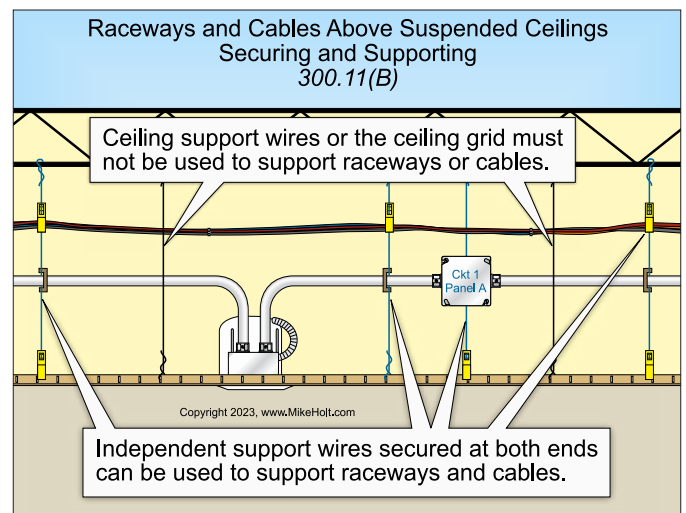 Raceways and Cables Above Suspended Ceilings
Securing and Supporting
300.11(B)
Ceiling support wires or the ceiling grid must
not be used to support raceways or cables.
Ckt 1
Panel A
Copyright 2023, www.MikeHolt.com
Independent support wires secured at both ends
can be used to support raceways and cables.